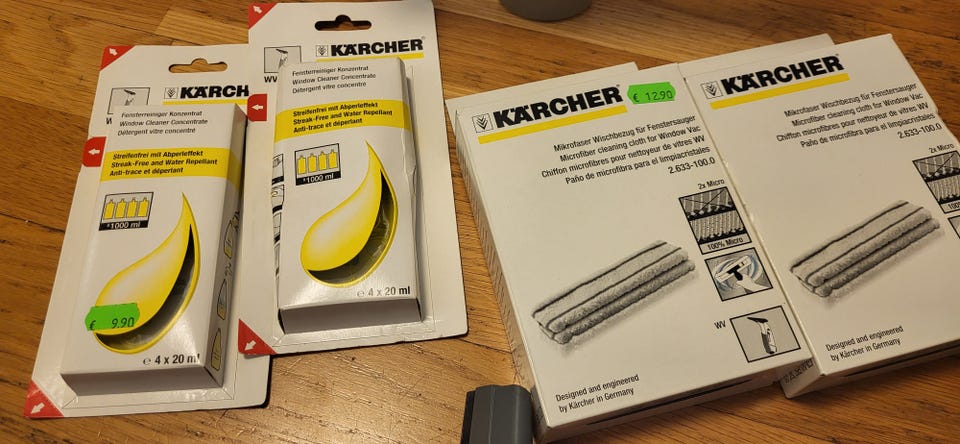 KÄRCH
WV
Fensterreiniger Konzentrat
Window Cleaner Concentrate
Détergent vitre concentré
Streifenfrei mit Abperleffekt
Streak-Free and Water Repellant
Anti-trace et déperlant
*1000 ml
€ 9.90
℮ 4 x 20 ml
KÄRCHER
WV
Fensterreiniger Konzentrat
Window Cleaner Concentrate
Détergent vitre concentré
Streifenfrei mit Abperleffekt
Streak-Free and Water Repellant
Anti-trace et déperlant
*1000 ml
℮ 4 x 20 ml
KÄRCHER
€ 12.90
Mikrofaser Wischbezug für Fenstersauger
Microfiber cleaning cloth for Window Vac
Chiffon microfibres pour nettoyeur de vitres WV
Paño de microfibra para el limpiacristales
2.633-100.0
2x Micro
100% Micro
WV
Designed and engineered
by Kärcher in Germany
KÄRCHER
Mikrofaser Wischbezug für Fenstersauger
Microfiber cleaning cloth for Window Vac
Chiffon microfibres pour nettoyeur de vitres WV
Paño de microfibra para el limpiacristales
2.633-100.0
2x Micro
100%
Designed and engineered
by Kärcher in Germany